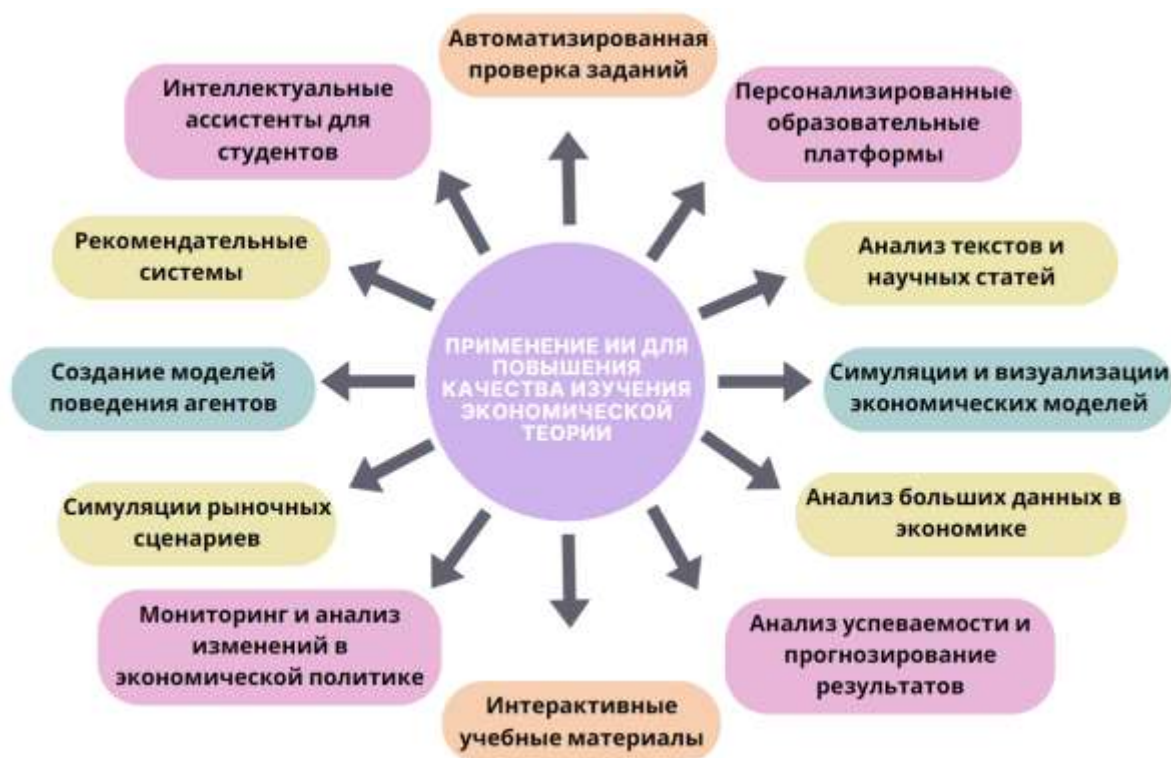 Автоматизированная
проверка заданий
Интеллектуальные
ассистенты для
студентов
Персонализированные
образовательные
платформы
Рекомендательные
системы
Анализ текстов и
научных статей
ПРИМЕНЕНИЕ ИИ ДЛЯ
ПОВЫШЕНИЯ
КАЧЕСТВА ИЗУЧЕНИЯ
ЭКОНОМИЧЕСКОЙ
ТЕОРИИ
Создание моделей
поведения агентов
Симуляции и визуализации
экономических моделей
Симуляции рыночных
сценариев
Анализ больших данных в
экономике
Мониторинг и анализ
изменений в
экономической политике
Анализ успеваемости и
прогнозирование
результатов
Интерактивные
учебные материалы